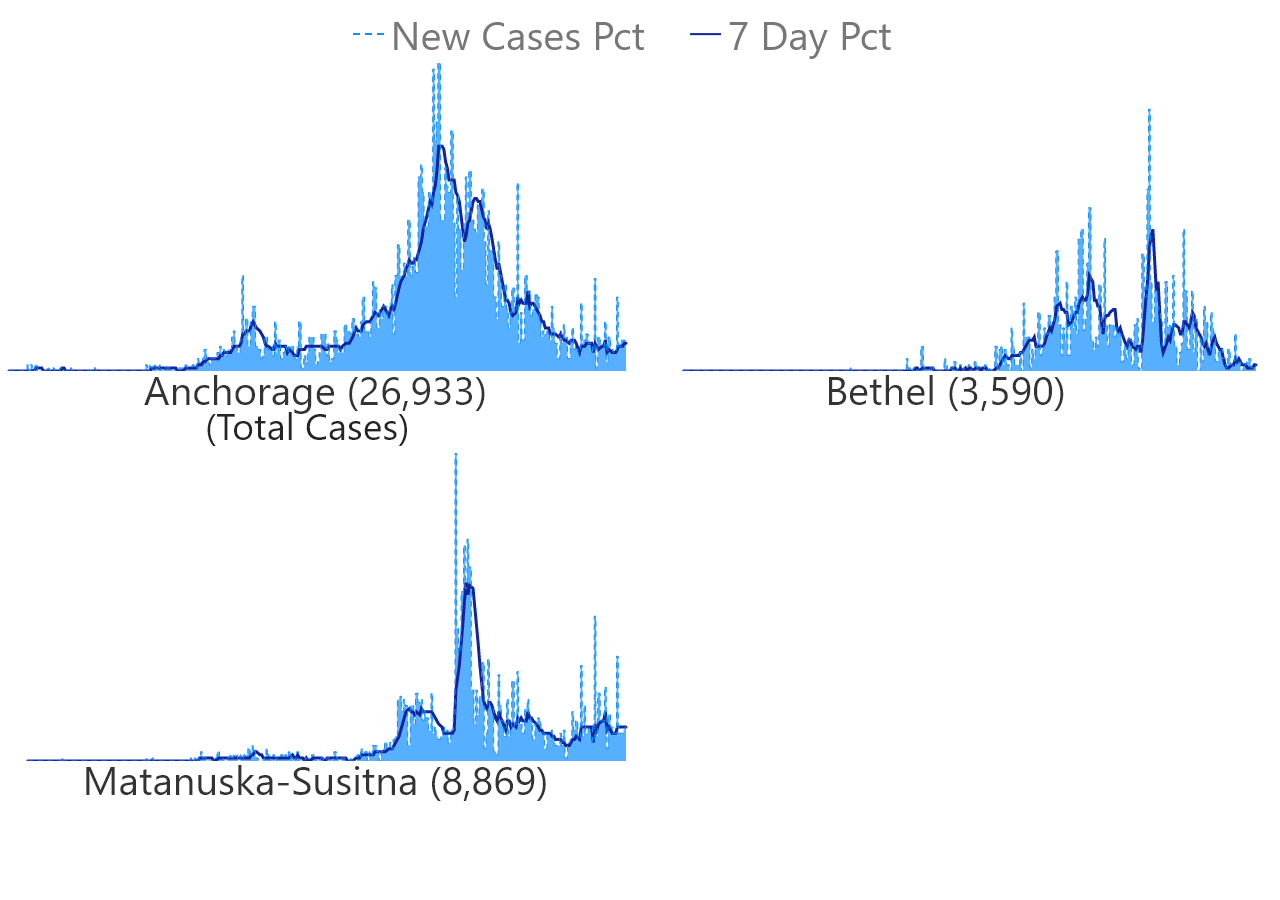 New Cases Pct 7 Day Pct
Anchorage (26,933)
(Total Cases)
Bethel (3,590)
Matanuska-Susitna (8,869)